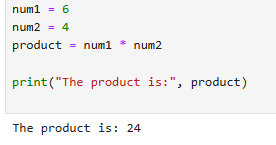 num1 = 6
num2 = 4
product = num1 * num2
print("The product is:", product)
The product is: 24